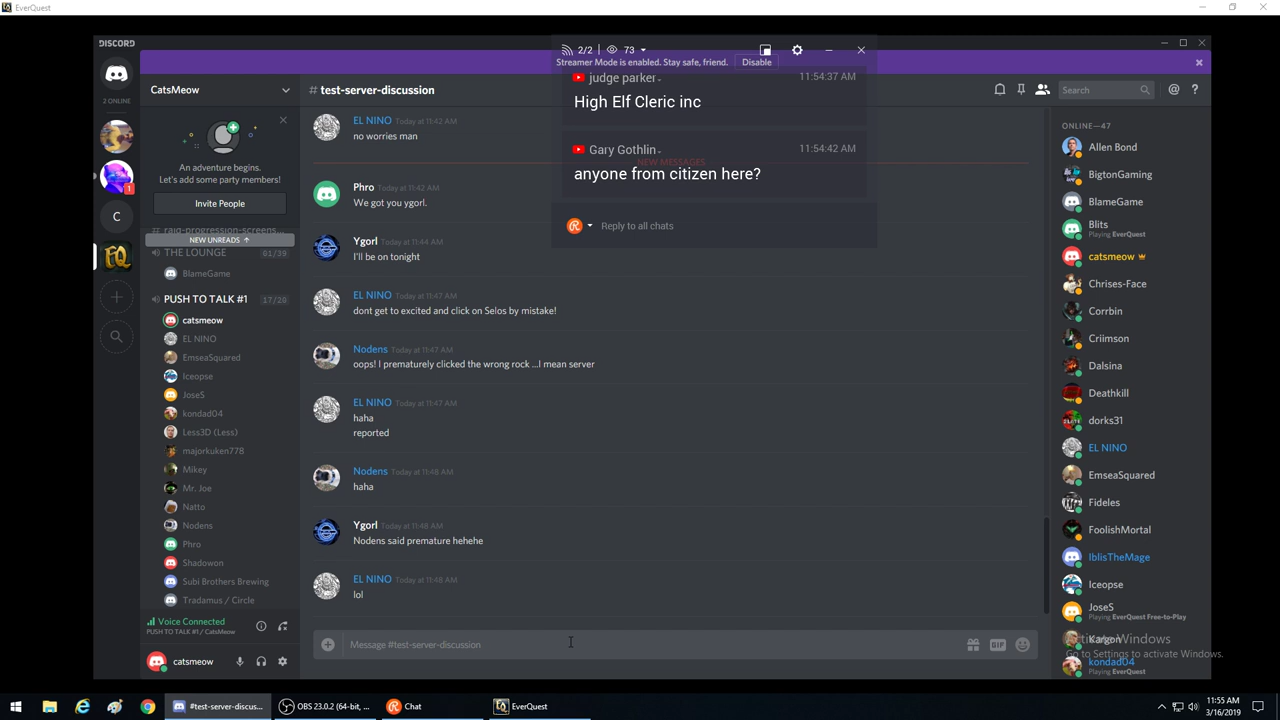 EverQuest
DISCORD
2/2
73
Streamer Mode is enabled. Stay safe, friend.
Disable
2 ONLINE
1
C
CatsMeow
An adventure begins.
Let's add some party members!
Invite People
# raid-progression-screens...
NEW UNREADS
THE LOUNGE 01/39
BlameGame
PUSH TO TALK #1 17/20
catsmeow
EL NINO
EmseaSquared
Iceopse
JoseS
kondad04
Less3D (Less)
majorkuken778
Mikey
Mr. Joe
Natto
Nodens
Phro
Shadowon
Subi Brothers Brewing
Tradamus / Circle
Voice Connected
PUSH TO TALK #1 / CatsMeow
catsmeow
# test-server-discussion
EL NINO Today at 11:42 AM
no worries man
NEW MESSAGES
Phro Today at 11:42 AM
We got you ygorl.
Ygorl Today at 11:44 AM
I'll be on tonight
EL NINO Today at 11:47 AM
dont get to excited and click on Selos by mistake!
Nodens Today at 11:47 AM
oops! I prematurely clicked the wrong rock ...I mean server
EL NINO Today at 11:47 AM
haha
reported
Nodens Today at 11:48 AM
haha
Ygorl Today at 11:48 AM
Nodens said premature hehehe
EL NINO Today at 11:48 AM
lol
Message #test-server-discussion
GIF
judge parker 11:54:37 AM
High Elf Cleric inc
Gary Gothlin 11:54:42 AM
anyone from citizen here?
Reply to all chats
Search
ONLINE—47
Allen Bond
BigtonGaming
BlameGame
Blits
Playing EverQuest
catsmeow
Chrises-Face
Corrbin
Criimson
Dalsina
Deathkill
dorks31
EL NINO
EmseaSquared
Fideles
FoolishMortal
IblisTheMage
Iceopse
JoseS
Playing EverQuest Free-to-Play
Kargon
kondad04
Playing EverQuest
Activate Windows
Go to Settings to activate Windows.
#test-server-discus...
OBS 23.0.2 (64-bit, ...
Chat
EverQuest
11:55 AM
3/16/2019